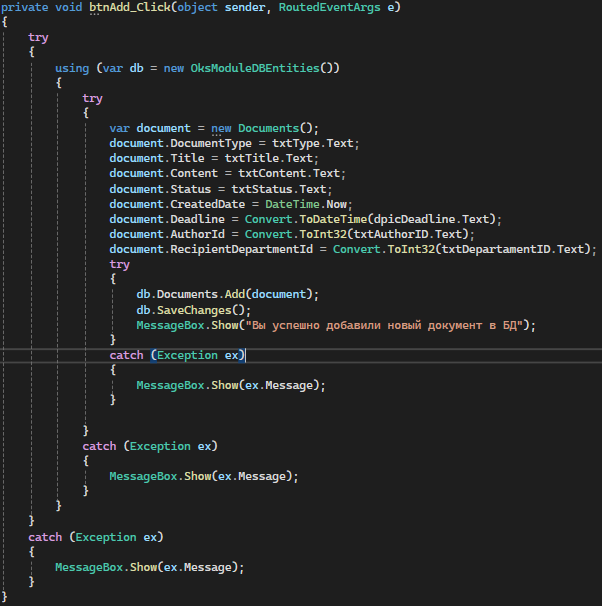 private void btnAdd_Click(object sender, RoutedEventArgs e)
{
try
{
using (var db = new OksModuleDBEntities())
{
try
{
var document = new Documents();
document.DocumentType = txtType.Text;
document.Title = txtTitle.Text;
document.Content = txtContent.Text;
document.Status = txtStatus.Text;
document.CreatedDate = DateTime.Now;
document.Deadline = Convert.ToDateTime(dpicDeadline.Text);
document.AuthorId = Convert.ToInt32(txtAuthorID.Text);
document.RecipientDepartmentId = Convert.ToInt32(txtDepartamentID.Text);
try
{
db.Documents.Add(document);
db.SaveChanges();
MessageBox.Show("Вы успешно добавили новый документ в БД");
}
catch (Exception ex)
{
MessageBox.Show(ex.Message);
}
}
catch (Exception ex)
{
MessageBox.Show(ex.Message);
}
}
}
catch (Exception ex)
{
MessageBox.Show(ex.Message);
}
}